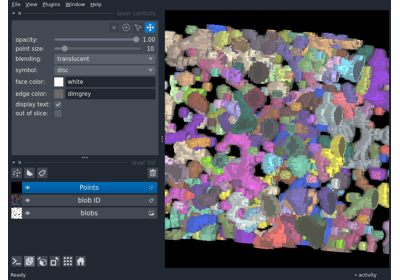 File View Plugins Window Help
layer controls
opacity: 1.00
point size: 10
blending: translucent
symbol: disc
face color: white
edge color: dimgrey
display text:
out of slice:
layer list
Points
blob ID
blobs
Ready
activity